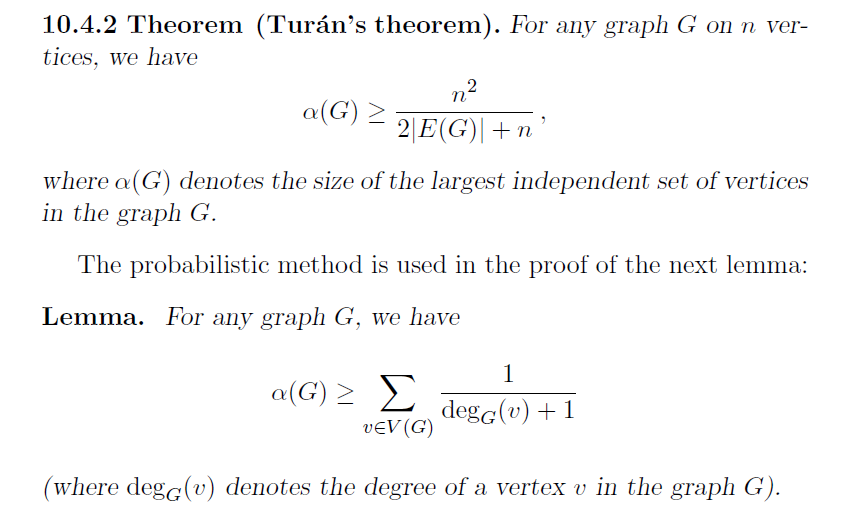 10.4.2 Theorem (Turán's theorem). For any graph G on n ver-
tices, we have
α(G) ≥ n² / (2|E(G)| + n) ,
where α(G) denotes the size of the largest independent set of vertices
in the graph G.
The probabilistic method is used in the proof of the next lemma:
Lemma. For any graph G, we have
α(G) ≥ ∑_{v∈V(G)} 1 / (deg_G(v) + 1)
(where deg_G(v) denotes the degree of a vertex v in the graph G).